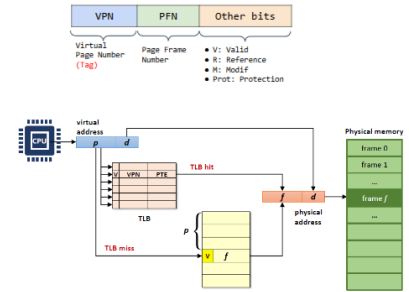 VPN PFN Other bits
Virtual
Page Number
(Tag)
Page Frame
Number
• V: Valid
• R: Reference
• M: Modif
• Prot: Protection
virtual
address
CPU
p d
Physical memory
frame 0
frame 1
...
frame f
...
V VPN PTE
TLB hit
TLB
f d
physical
address
p
TLB miss
V f